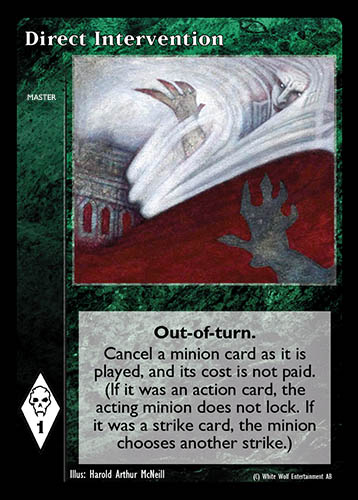 Direct Intervention
MASTER
Out-of-turn.
Cancel a minion card as it is
played, and its cost is not paid.
(If it was an action card, the
acting minion does not lock. If
it was a strike card, the minion
chooses another strike.)
1
Illus: Harold Arthur McNeill
(C) White Wolf Entertainment AB